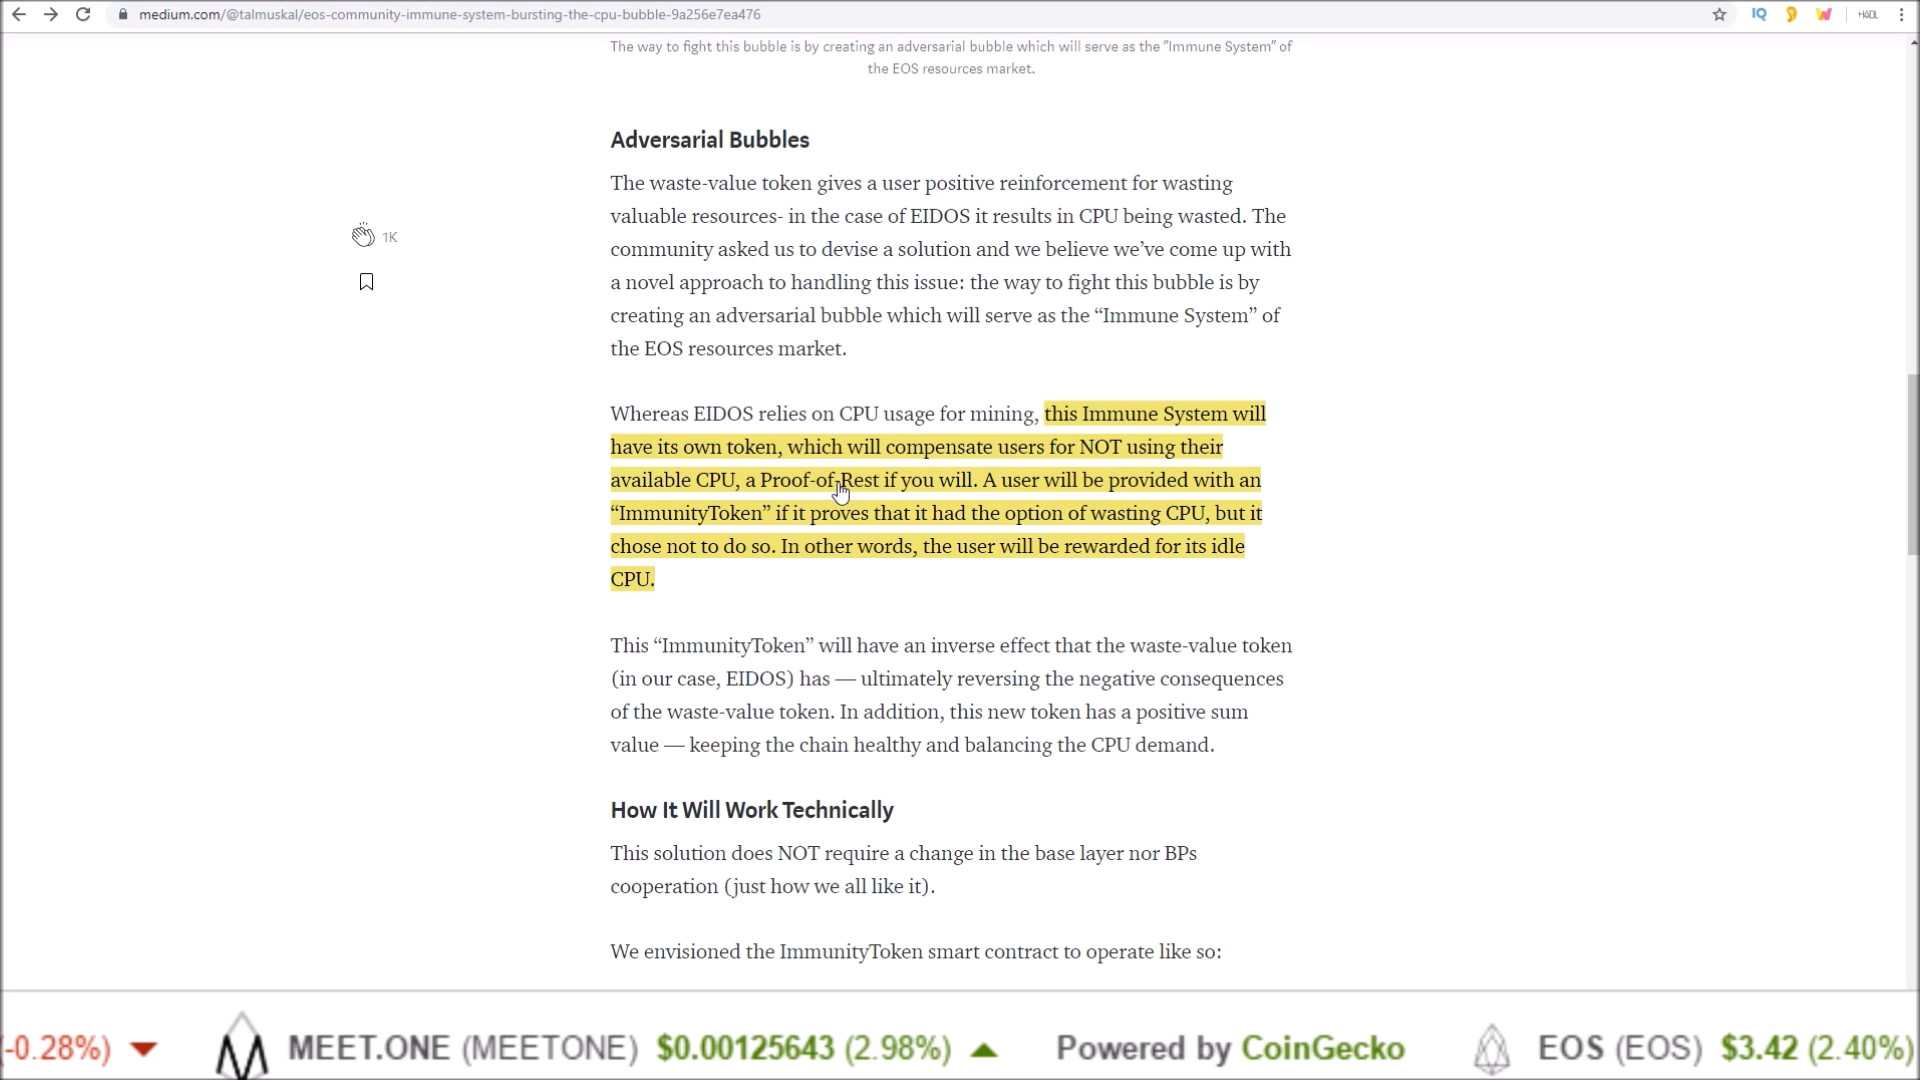 medium.com/@talmuskal/eos-community-immune-system-bursting-the-cpu-bubble-9a256e7ea476
IQ
HODL
The way to fight this bubble is by creating an adversarial bubble which will serve as the "Immune System" of
the EOS resources market.
Adversarial Bubbles
The waste-value token gives a user positive reinforcement for wasting
valuable resources- in the case of EIDOS it results in CPU being wasted. The
community asked us to devise a solution and we believe we’ve come up with
a novel approach to handling this issue: the way to fight this bubble is by
creating an adversarial bubble which will serve as the “Immune System” of
the EOS resources market.
1K
Whereas EIDOS relies on CPU usage for mining, this Immune System will
have its own token, which will compensate users for NOT using their
available CPU, a Proof-of-Rest if you will. A user will be provided with an
“ImmunityToken” if it proves that it had the option of wasting CPU, but it
chose not to do so. In other words, the user will be rewarded for its idle
CPU.
This “ImmunityToken” will have an inverse effect that the waste-value token
(in our case, EIDOS) has — ultimately reversing the negative consequences
of the waste-value token. In addition, this new token has a positive sum
value — keeping the chain healthy and balancing the CPU demand.
How It Will Work Technically
This solution does NOT require a change in the base layer nor BPs
cooperation (just how we all like it).
We envisioned the ImmunityToken smart contract to operate like so:
(-0.28%) MEET.ONE (MEETONE) $0.00125643 (2.98%) Powered by CoinGecko EOS (EOS) $3.42 (2.40%)